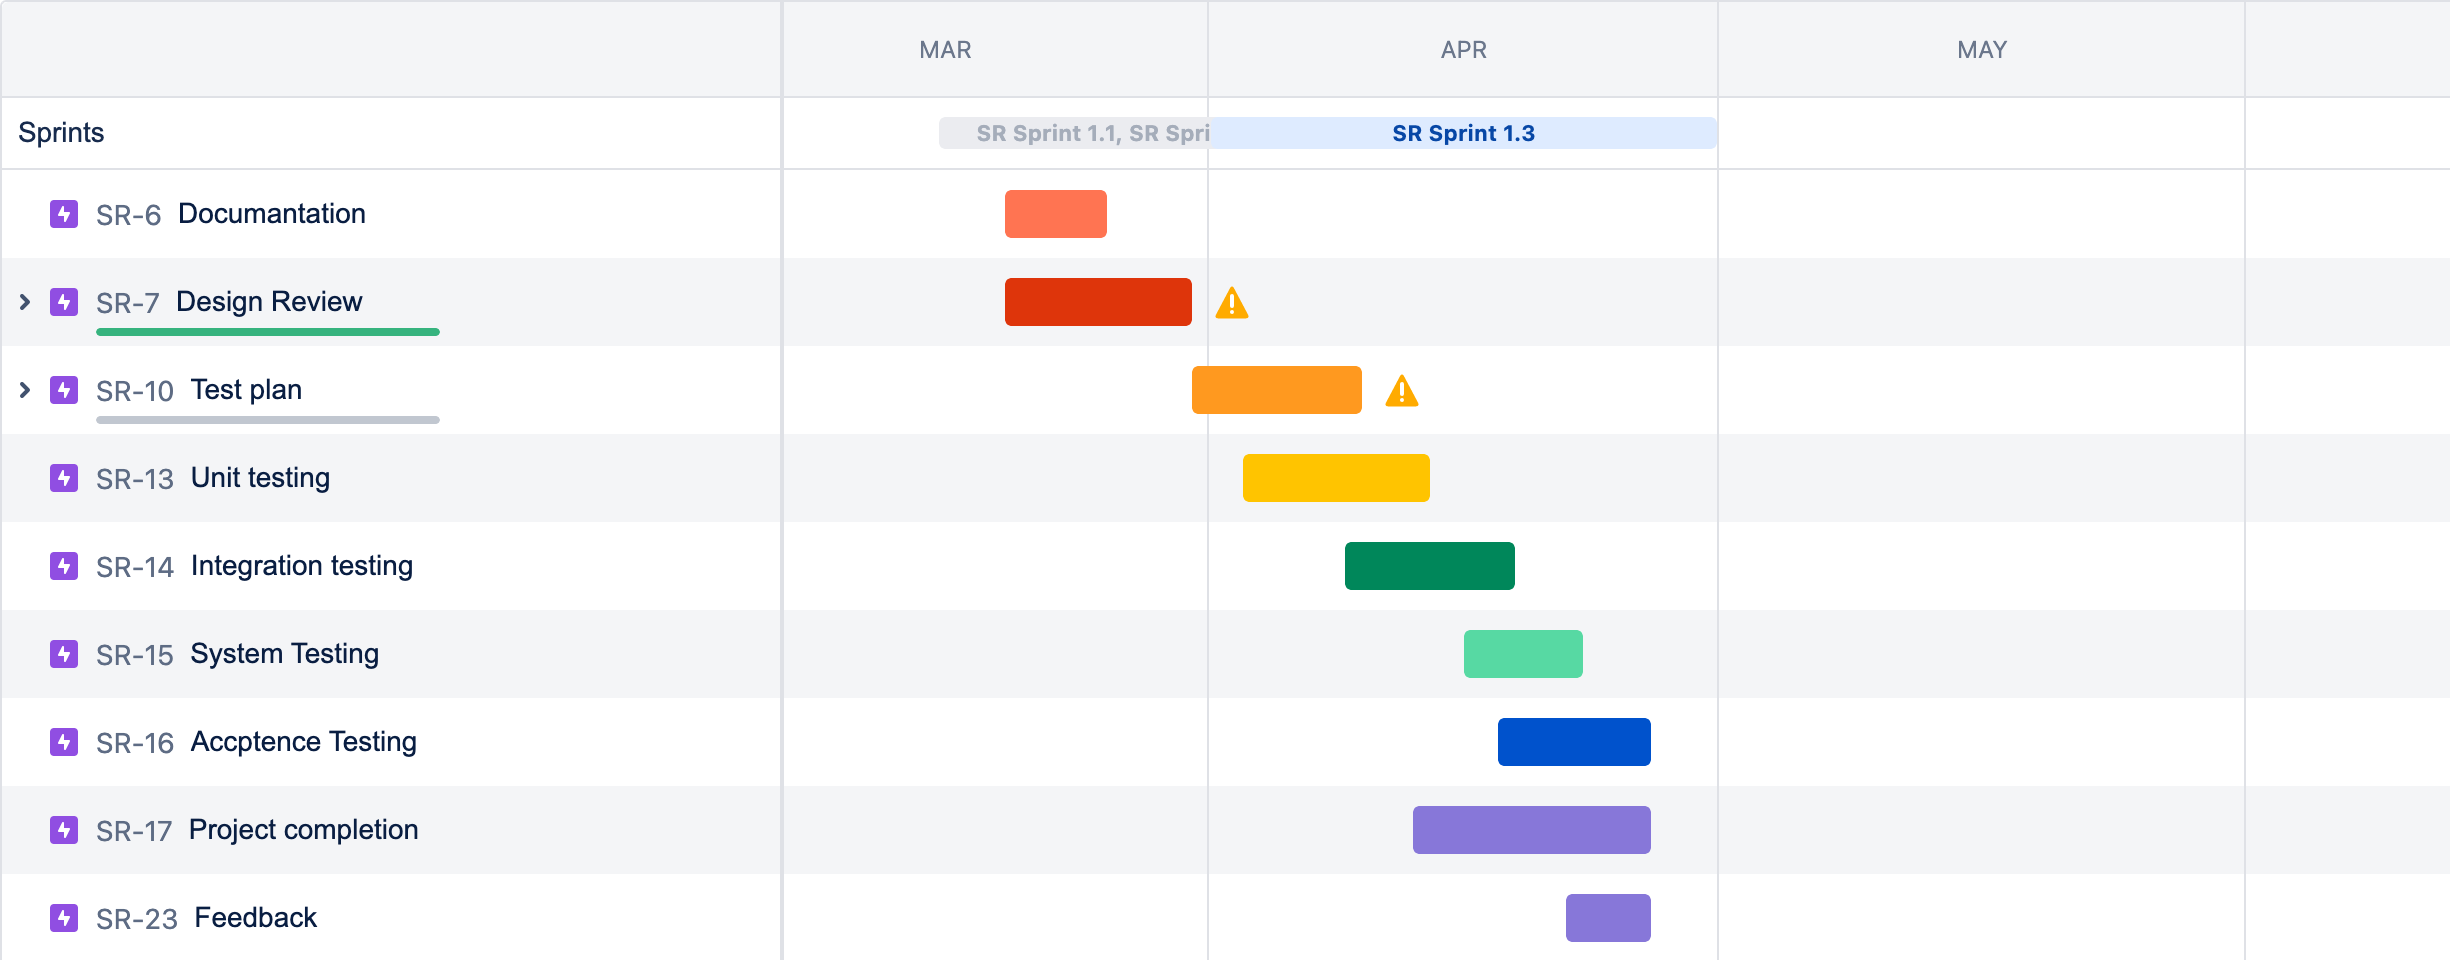 MAR APR MAY
Sprints SR Sprint 1.1, SR Spri SR Sprint 1.3
SR-6 Documantation
SR-7 Design Review
SR-10 Test plan
SR-13 Unit testing
SR-14 Integration testing
SR-15 System Testing
SR-16 Accptence Testing
SR-17 Project completion
SR-23 Feedback